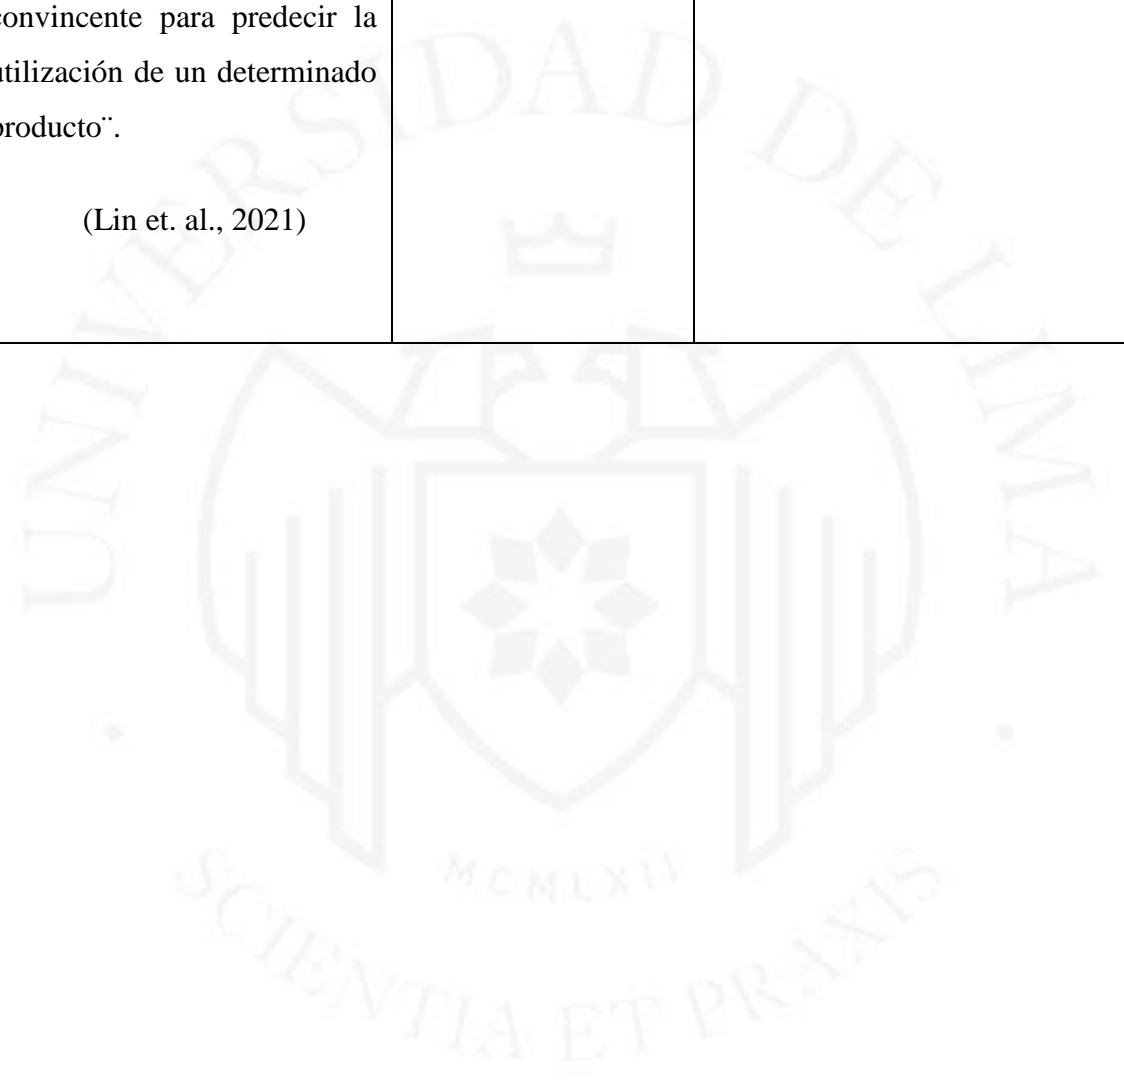 convincente para predecir la
utilización de un determinado
producto¨.
(Lin et. al., 2021)
UNIVERSIDAD DE LIMA
MCMLXII
SCIENTIA ET PRAXIS